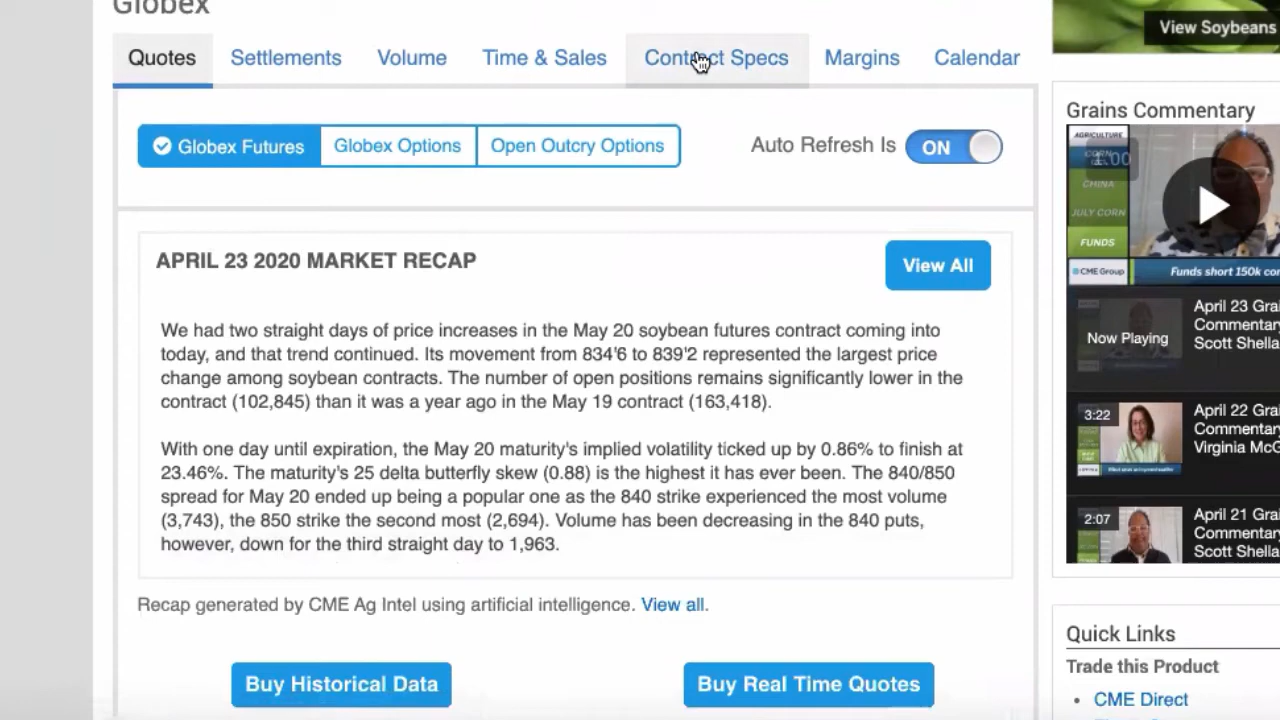 Globex
Quotes
Settlements
Volume
Time & Sales
Contract Specs
Margins
Calendar
Globex Futures
Globex Options
Open Outcry Options
Auto Refresh Is
ON
APRIL 23 2020 MARKET RECAP
View All
We had two straight days of price increases in the May 20 soybean futures contract coming into
today, and that trend continued. Its movement from 834'6 to 839'2 represented the largest price
change among soybean contracts. The number of open positions remains significantly lower in the
contract (102,845) than it was a year ago in the May 19 contract (163,418).
With one day until expiration, the May 20 maturity's implied volatility ticked up by 0.86% to finish at
23.46%. The maturity's 25 delta butterfly skew (0.88) is the highest it has ever been. The 840/850
spread for May 20 ended up being a popular one as the 840 strike experienced the most volume
(3,743), the 850 strike the second most (2,694). Volume has been decreasing in the 840 puts,
however, down for the third straight day to 1,963.
Recap generated by CME Ag Intel using artificial intelligence. View all.
Buy Historical Data
Buy Real Time Quotes
View Soybeans
Grains Commentary
AGRICULTURE
CORN
1:00
CHINA
JULY CORN
FUNDS
CME Group
Funds short 150k
Now Playing
April 23
Commentary
Scott
3:22
April 22
Commentary
Virginia
2:07
April 21
Commentary
Scott
Quick Links
Trade this Product
• CME Direct